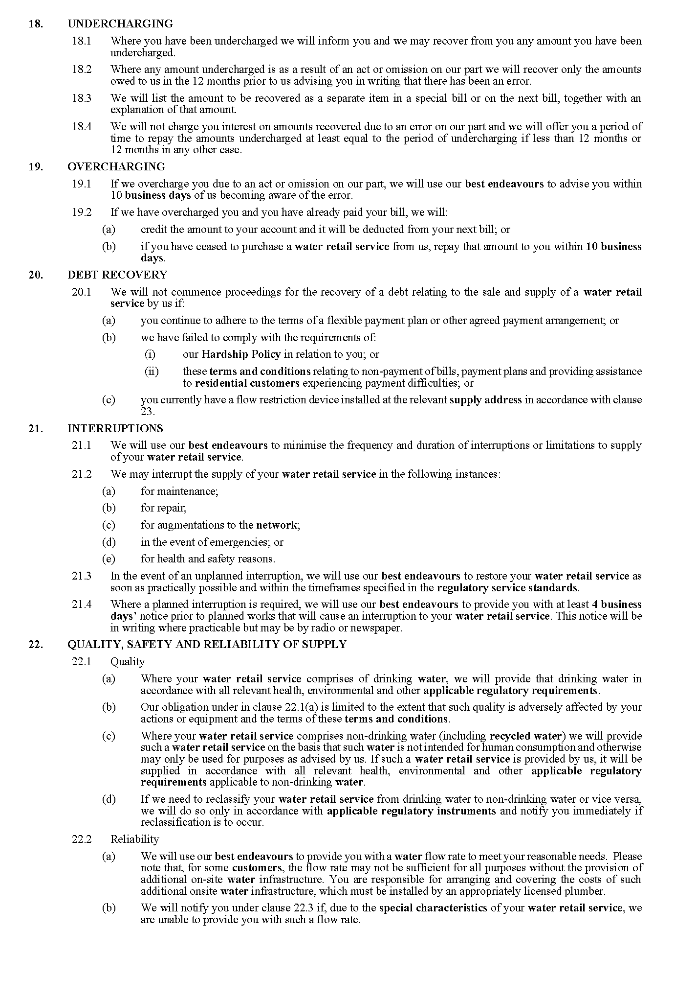 18. UNDERCHARGING
18.1 Where you have been undercharged we will inform you and we may recover from you any amount you have been
undercharged.
18.2 Where any amount undercharged is as a result of an act or omission on our part we will recover only the amounts
owed to us in the 12 months prior to us advising you in writing that there has been an error.
18.3 We will list the amount to be recovered as a separate item in a special bill or on the next bill, together with an
explanation of that amount.
18.4 We will not charge you interest on amounts recovered due to an error on our part and we will offer you a period of
time to repay the amounts undercharged at least equal to the period of undercharging if less than 12 months or
12 months in any other case.
19. OVERCHARGING
19.1 If we overcharge you due to an act or omission on our part, we will use our best endeavours to advise you within
10 business days of us becoming aware of the error.
19.2 If we have overcharged you and you have already paid your bill, we will:
(a) credit the amount to your account and it will be deducted from your next bill; or
(b) if you have ceased to purchase a water retail service from us, repay that amount to you within 10 business
days.
20. DEBT RECOVERY
20.1 We will not commence proceedings for the recovery of a debt relating to the sale and supply of a water retail
service by us if:
(a) you continue to adhere to the terms of a flexible payment plan or other agreed payment arrangement; or
(b) we have failed to comply with the requirements of:
(i) our Hardship Policy in relation to you; or
(ii) these terms and conditions relating to non-payment of bills, payment plans and providing assistance
to residential customers experiencing payment difficulties; or
(c) you currently have a flow restriction device installed at the relevant supply address in accordance with clause
23.
21. INTERRUPTIONS
21.1 We will use our best endeavours to minimise the frequency and duration of interruptions or limitations to supply
of your water retail service.
21.2 We may interrupt the supply of your water retail service in the following instances:
(a) for maintenance;
(b) for repair;
(c) for augmentations to the network;
(d) in the event of emergencies; or
(e) for health and safety reasons.
21.3 In the event of an unplanned interruption, we will use our best endeavours to restore your water retail service as
soon as practically possible and within the timeframes specified in the regulatory service standards.
21.4 Where a planned interruption is required, we will use our best endeavours to provide you with at least 4 business
days' notice prior to planned works that will cause an interruption to your water retail service. This notice will be
in writing where practicable but may be by radio or newspaper.
22. QUALITY, SAFETY AND RELIABILITY OF SUPPLY
22.1 Quality
(a) Where your water retail service comprises of drinking water, we will provide that drinking water in
accordance with all relevant health, environmental and other applicable regulatory requirements.
(b) Our obligation under in clause 22.1(a) is limited to the extent that such quality is adversely affected by your
actions or equipment and the terms of these terms and conditions.
(c) Where your water retail service comprises non-drinking water (including recycled water) we will provide
such a water retail service on the basis that such water is not intended for human consumption and otherwise
may only be used for purposes as advised by us. If such a water retail service is provided by us, it will be
supplied in accordance with all relevant health, environmental and other applicable regulatory
requirements applicable to non-drinking water.
(d) If we need to reclassify your water retail service from drinking water to non-drinking water or vice versa,
we will do so only in accordance with applicable regulatory instruments and notify you immediately if
reclassification is to occur.
22.2 Reliability
(a) We will use our best endeavours to provide you with a water flow rate to meet your reasonable needs. Please
note that, for some customers, the flow rate may not be sufficient for all purposes without the provision of
additional on-site water infrastructure. You are responsible for arranging and covering the costs of such
additional onsite water infrastructure, which must be installed by an appropriately licensed plumber.
(b) We will notify you under clause 22.3 if, due to the special characteristics of your water retail service, we
are unable to provide you with such a flow rate.